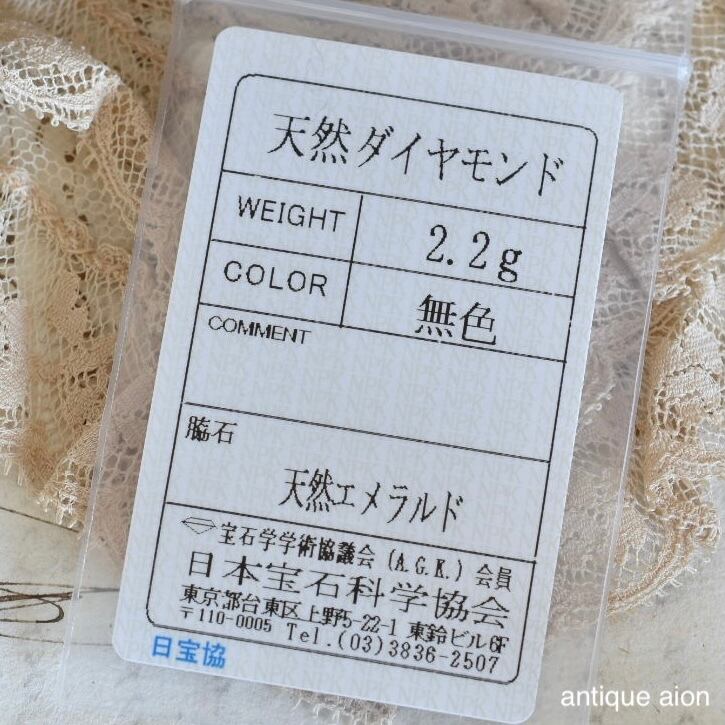 天然ダイヤモンド
WEIGHT 2.2g
COLOR 無色
COMMENT
脇石
天然エメラルド
宝石学学術協議会 (A.G.K.) 会員
日本宝石科学協会
東京都台東区上野5-22-1 東鈴ビル6F
〒110-0005 Tel.(03)3836-2507
日宝協
antique aion